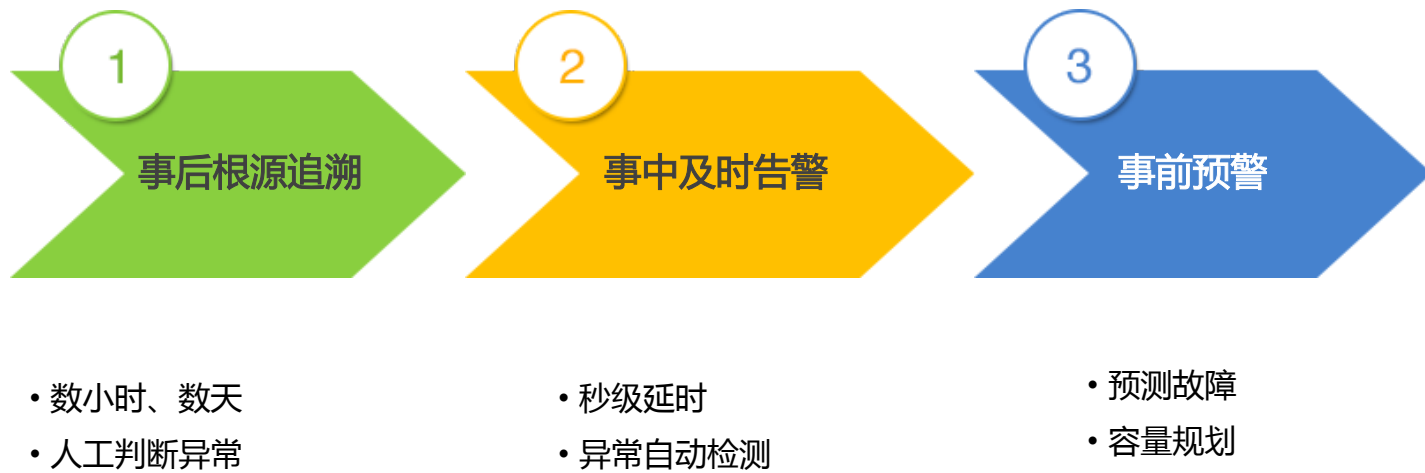 1
事后根源追溯
2
事中及时告警
3
事前预警
• 数小时、数天
• 人工判断异常
• 秒级延时
• 异常自动检测
• 预测故障
• 容量规划